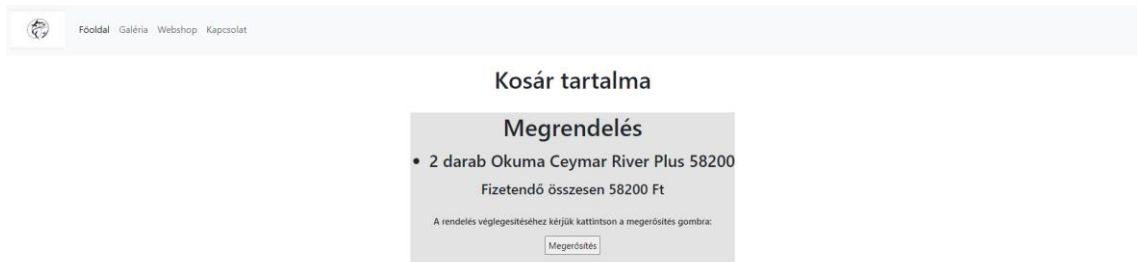 Főoldal Galéria Webshop Kapcsolat
Kosár tartalma
Megrendelés
• 2 darab Okuma Ceymar River Plus 58200
Fizetendő összesen 58200 Ft
A rendelés véglegesítéséhez kérjük kattintson a megerősítés gombra:
Megerősítés